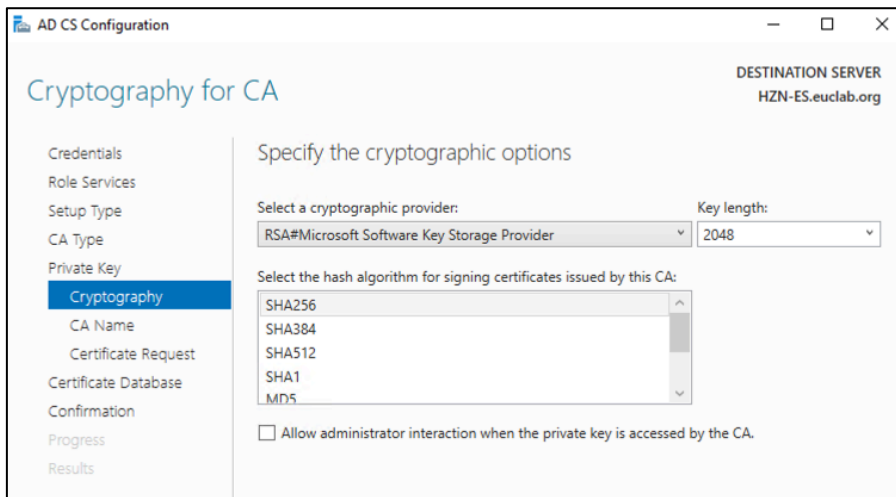 AD CS Configuration
DESTINATION SERVER
HZN-ES.euclab.org
Cryptography for CA
Credentials
Role Services
Setup Type
CA Type
Private Key
Cryptography
CA Name
Certificate Request
Certificate Database
Confirmation
Progress
Results
Specify the cryptographic options
Select a cryptographic provider:
Key length:
RSA#Microsoft Software Key Storage Provider
2048
Select the hash algorithm for signing certificates issued by this CA:
SHA256
SHA384
SHA512
SHA1
MD5
Allow administrator interaction when the private key is accessed by the CA.